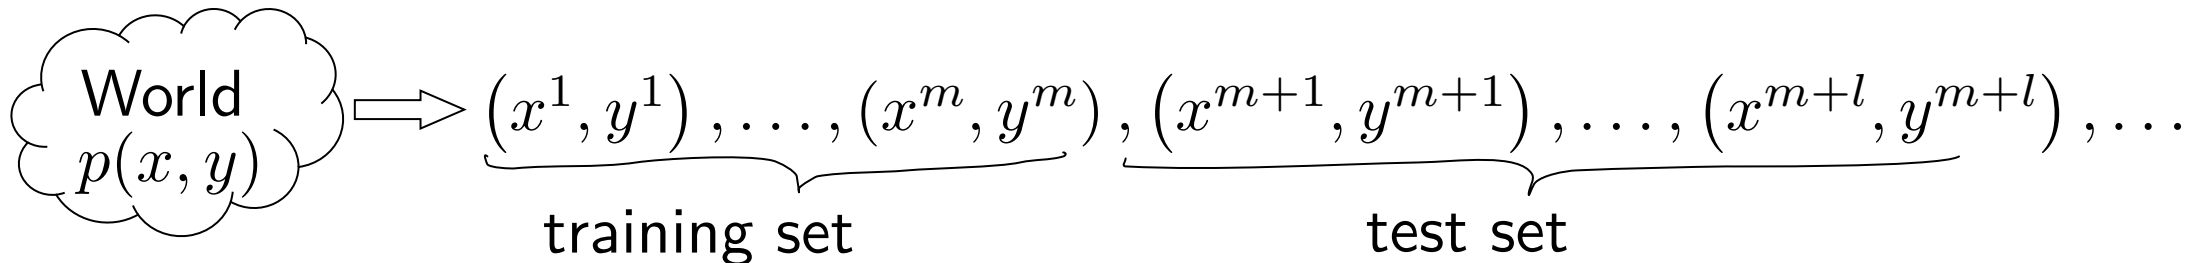 World
p(x, y)
(x^1, y^1), ..., (x^m, y^m), (x^{m+1}, y^{m+1}), ..., (x^{m+l}, y^{m+l}), ...
training set
test set